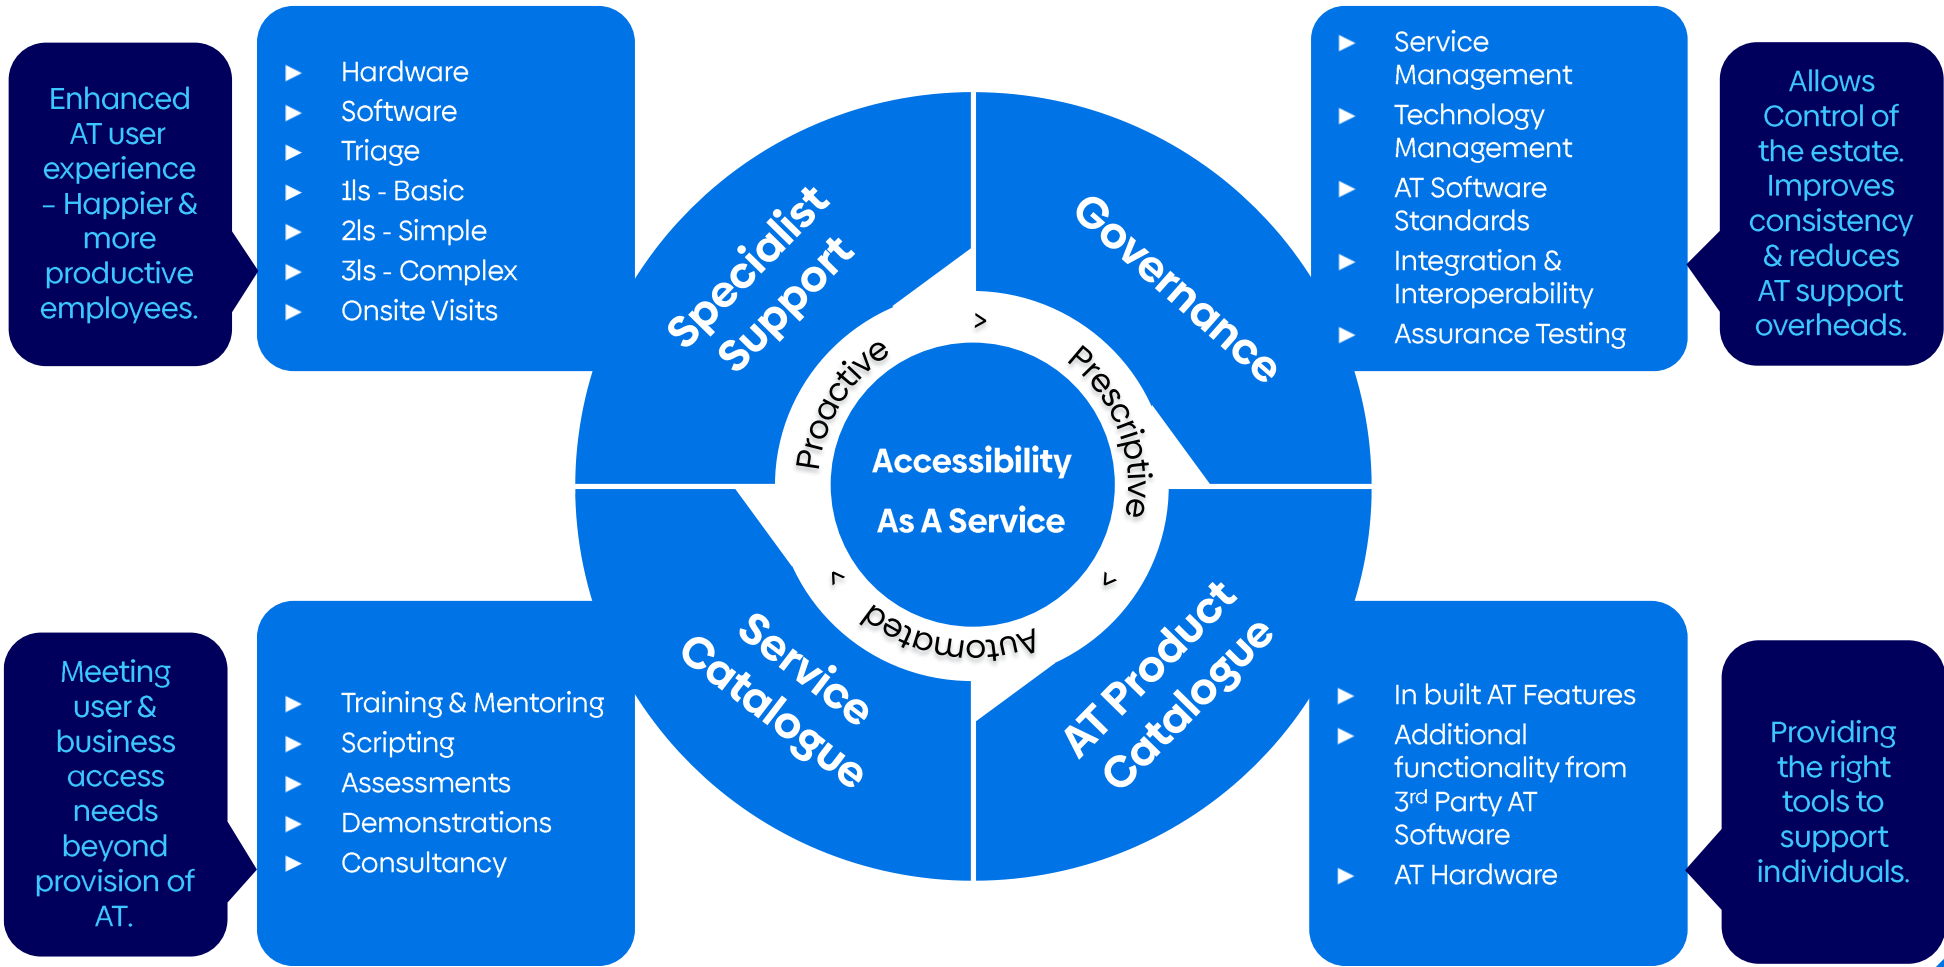 Enhanced
AT user
experience
– Happier &
more
productive
employees.
► Hardware
► Software
► Triage
► 1ls - Basic
► 2ls - Simple
► 3ls - Complex
► Onsite Visits
Specialist
Support
Governance
► Service
Management
► Technology
Management
► AT Software
Standards
► Integration &
Interoperability
► Assurance Testing
Allows
Control of
the estate.
Improves
consistency
& reduces
AT support
overheads.
Proactive
>
Prescriptive
>
Automated
>
Accessibility
As A Service
Meeting
user &
business
access
needs
beyond
provision of
AT.
► Training & Mentoring
► Scripting
► Assessments
► Demonstrations
► Consultancy
Service
Catalogue
AT Product
Catalogue
► In built AT Features
► Additional
functionality from
3rd Party AT
Software
► AT Hardware
Providing
the right
tools to
support
individuals.